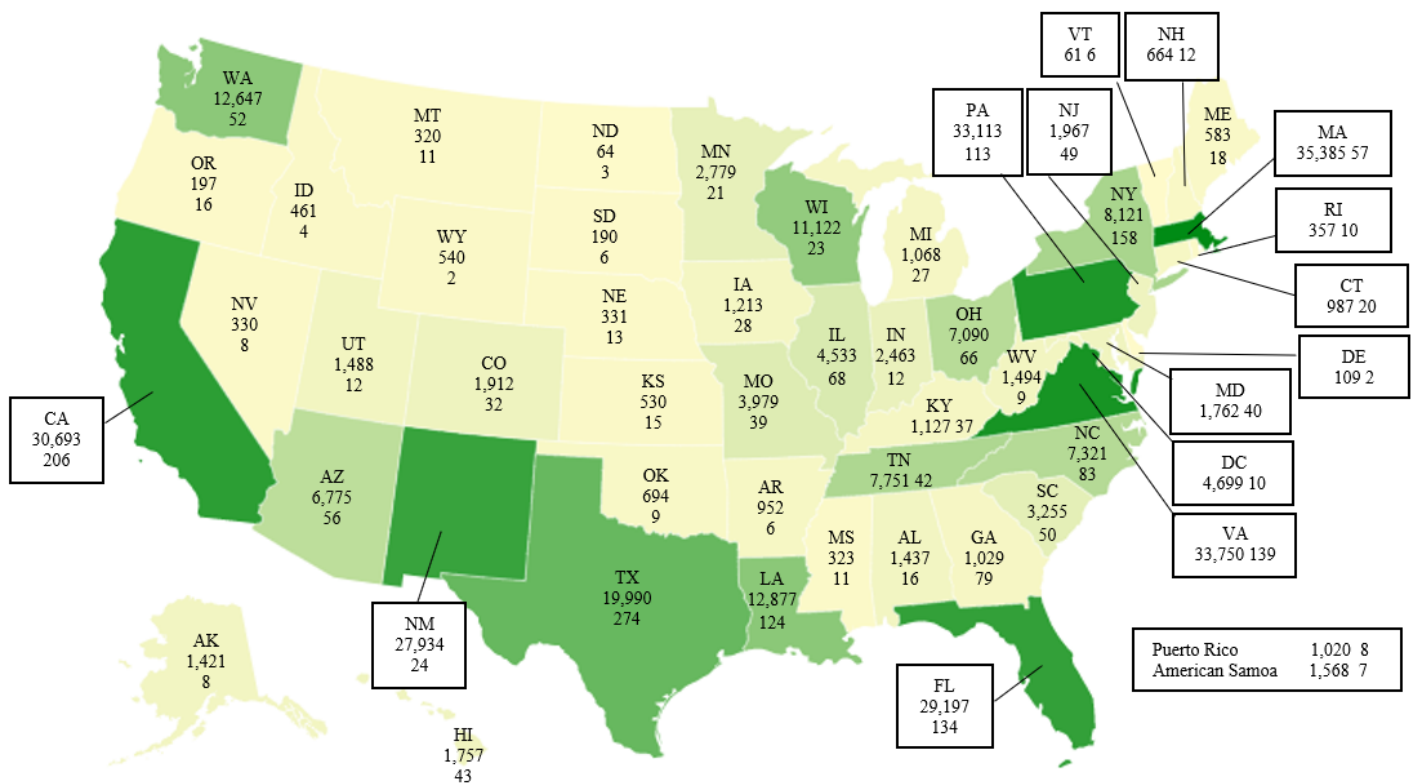 VT
61 6
NH
664 12
WA
12,647
52
PA
33,113
113
NJ
1,967
49
ME
583
18
MA
35,385 57
MT
320
11
ND
64
3
MN
2,779
21
OR
197
16
ID
461
4
WI
11,122
23
NY
8,121
158
RI
357 10
SD
190
6
MI
1,068
27
WY
540
2
CT
987 20
NV
330
8
NE
331
13
IA
1,213
28
OH
7,090
66
IL
4,533
68
IN
2,463
12
UT
1,488
12
CO
1,912
32
WV
1,494
9
DE
109 2
MO
3,979
39
KS
530
15
MD
1,762 40
CA
30,693
206
KY
1,127 37
NC
7,321
83
DC
4,699 10
TN
7,751 42
AZ
6,775
56
OK
694
9
AR
952
6
SC
3,255
50
VA
33,750 139
MS
323
11
AL
1,437
16
GA
1,029
79
TX
19,990
274
LA
12,877
124
NM
27,934
24
AK
1,421
8
Puerto Rico 1,020 8
American Samoa 1,568 7
FL
29,197
134
HI
1,757
43